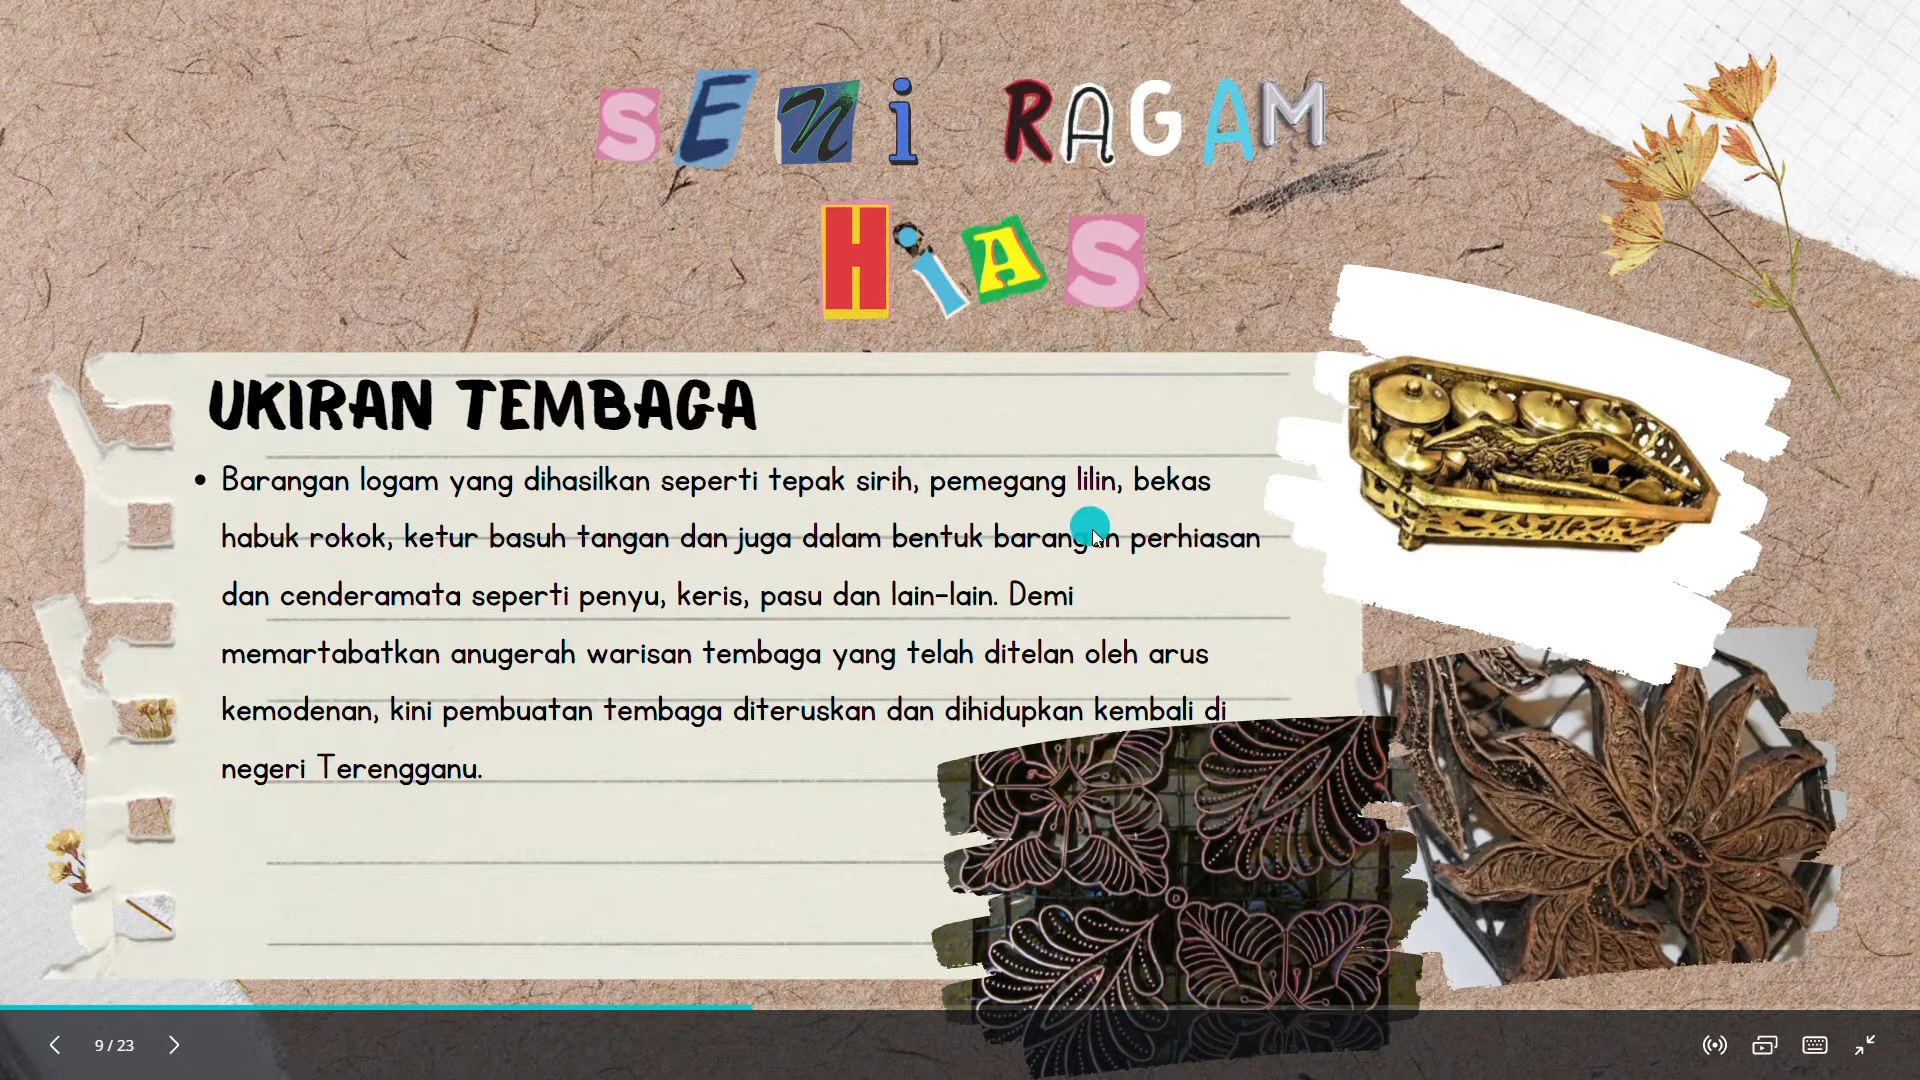 SENi RAGAM
HiAS
UKIRAN TEMBAGA
• Barangan logam yang dihasilkan seperti tepak sirih, pemegang lilin, bekas
habuk rokok, ketur basuh tangan dan juga dalam bentuk barangan perhiasan
dan cenderamata seperti penyu, keris, pasu dan lain-lain. Demi
memartabatkan anugerah warisan tembaga yang telah ditelan oleh arus
kemodenan, kini pembuatan tembaga diteruskan dan dihidupkan kembali di
negeri Terengganu.
9 / 23